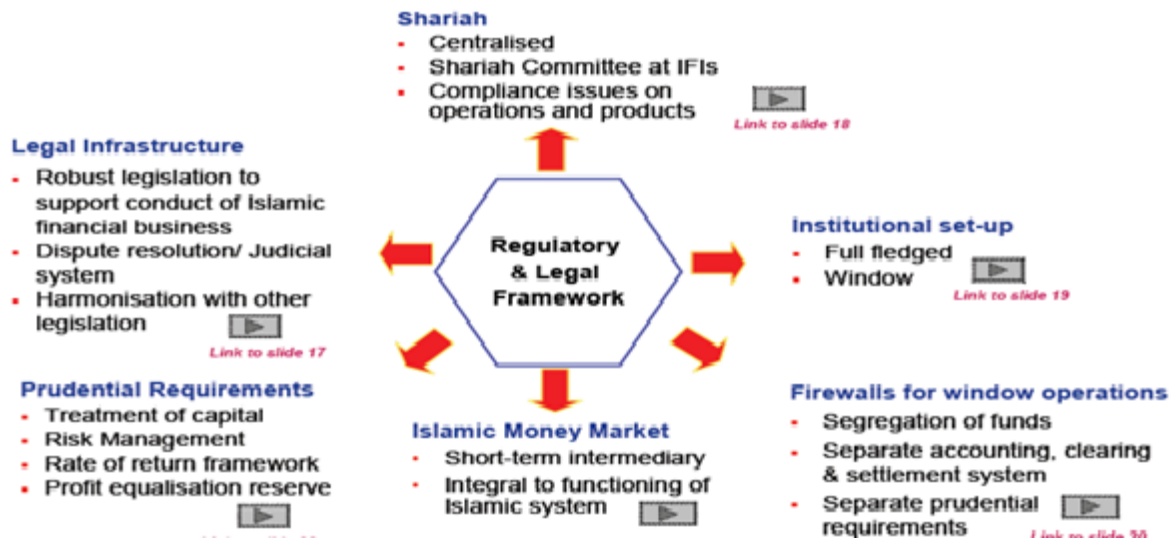 Shariah
▪ Centralised
▪ Shariah Committee at IFIs
▪ Compliance issues on
operations and products
Link to slide 18
Legal Infrastructure
▪ Robust legislation to
support conduct of Islamic
financial business
▪ Dispute resolution/ Judicial
system
▪ Harmonisation with other
legislation
Link to slide 17
Regulatory
& Legal
Framework
Institutional set-up
▪ Full fledged
▪ Window
Link to slide 19
Prudential Requirements
▪ Treatment of capital
▪ Risk Management
▪ Rate of return framework
▪ Profit equalisation reserve
Islamic Money Market
▪ Short-term intermediary
▪ Integral to functioning of
Islamic system
Firewalls for window operations
▪ Segregation of funds
▪ Separate accounting, clearing
& settlement system
▪ Separate prudential
requirements
Link to slide 20